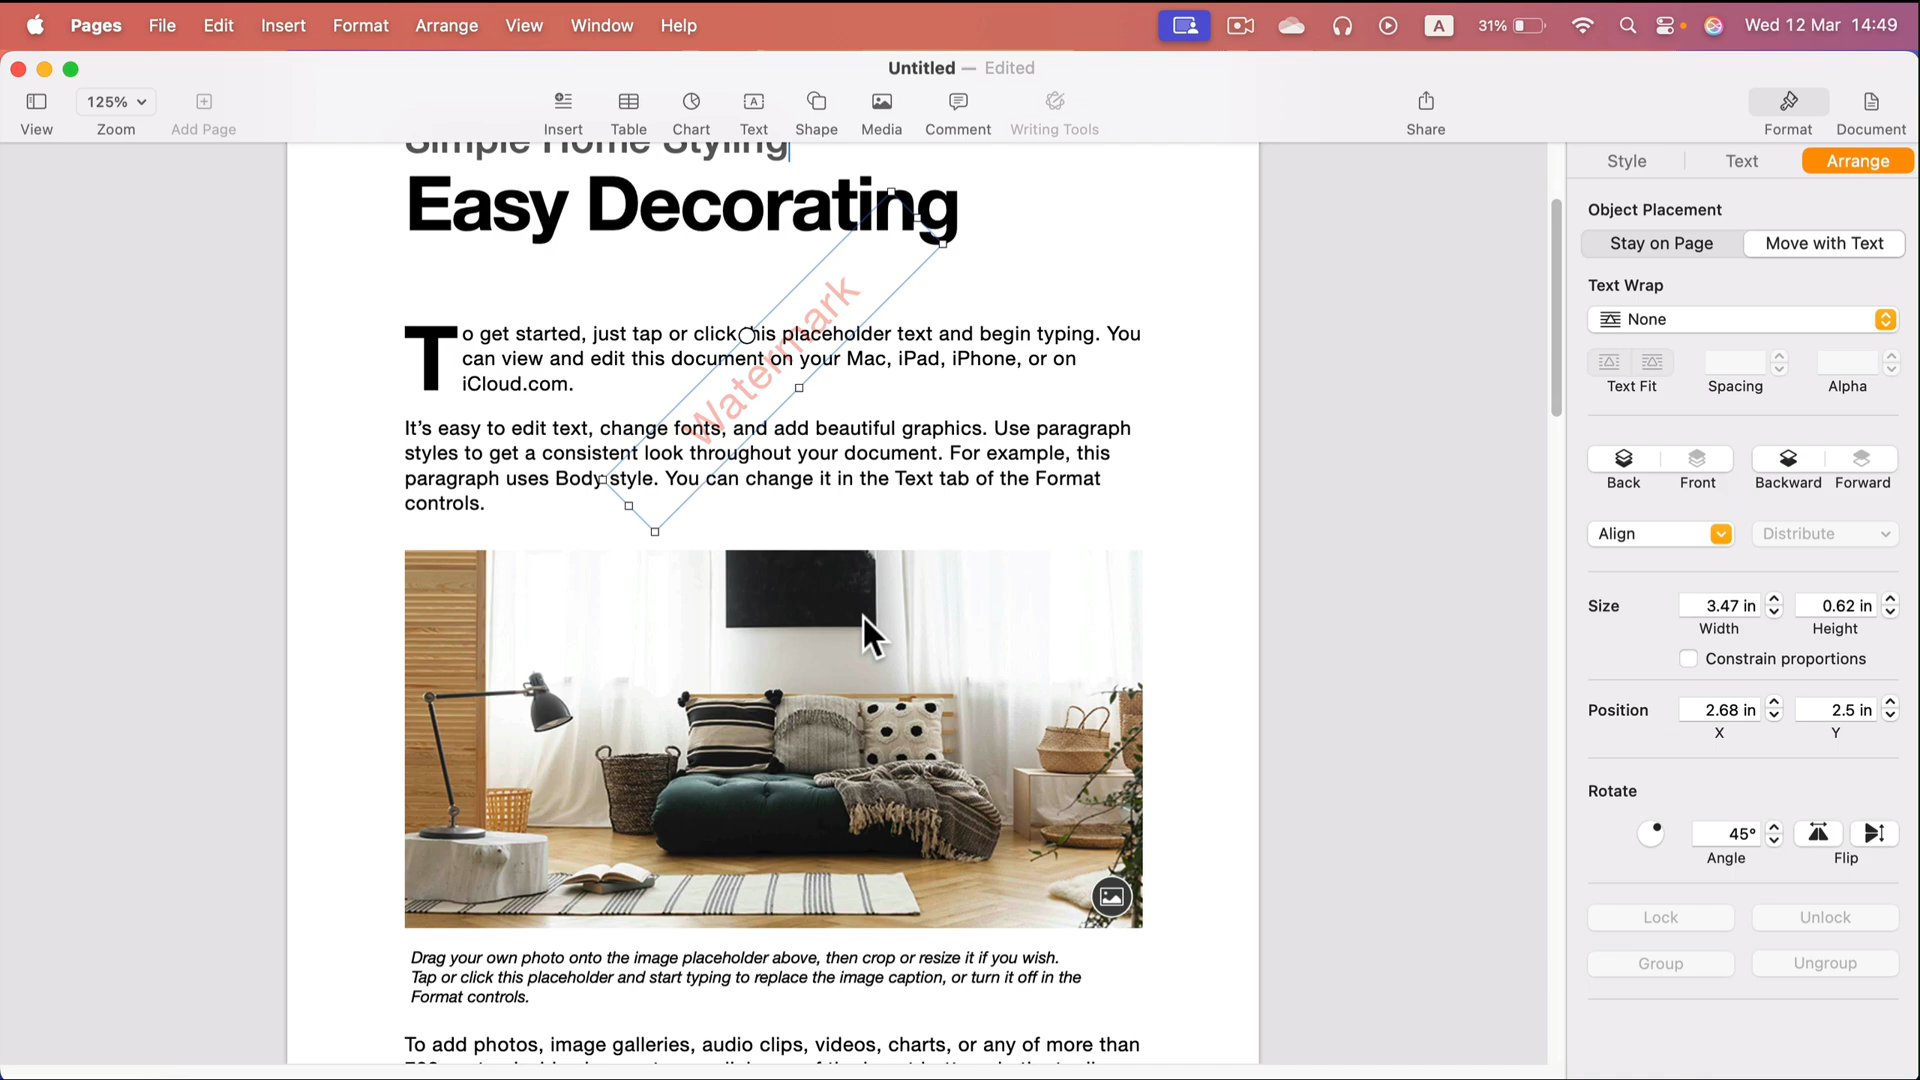 Pages File Edit Insert Format Arrange View Window Help A 31% Wed 12 Mar 14:49
Untitled — Edited
125%
View Zoom Add Page Insert Table Chart Text Shape Media Comment Writing Tools Share Format Document
Simple Home Styling
Easy Decorating
To get started, just tap or click this placeholder text and begin typing. You
can view and edit this document on your Mac, iPad, iPhone, or on
iCloud.com.
Watermark
It’s easy to edit text, change fonts, and add beautiful graphics. Use paragraph
styles to get a consistent look throughout your document. For example, this
paragraph uses Body style. You can change it in the Text tab of the Format
controls.
Drag your own photo onto the image placeholder above, then crop or resize it if you wish.
Tap or click this placeholder and start typing to replace the image caption, or turn it off in the
Format controls.
To add photos, image galleries, audio clips, videos, charts, or any of more than
Style Text Arrange
Object Placement
Stay on Page Move with Text
Text Wrap
None
Text Fit Spacing Alpha
Back Front Backward Forward
Align Distribute
Size 3.47 in 0.62 in
Width Height
Constrain proportions
Position 2.68 in 2.5 in
X Y
Rotate
45°
Angle Flip
Lock Unlock
Group Ungroup